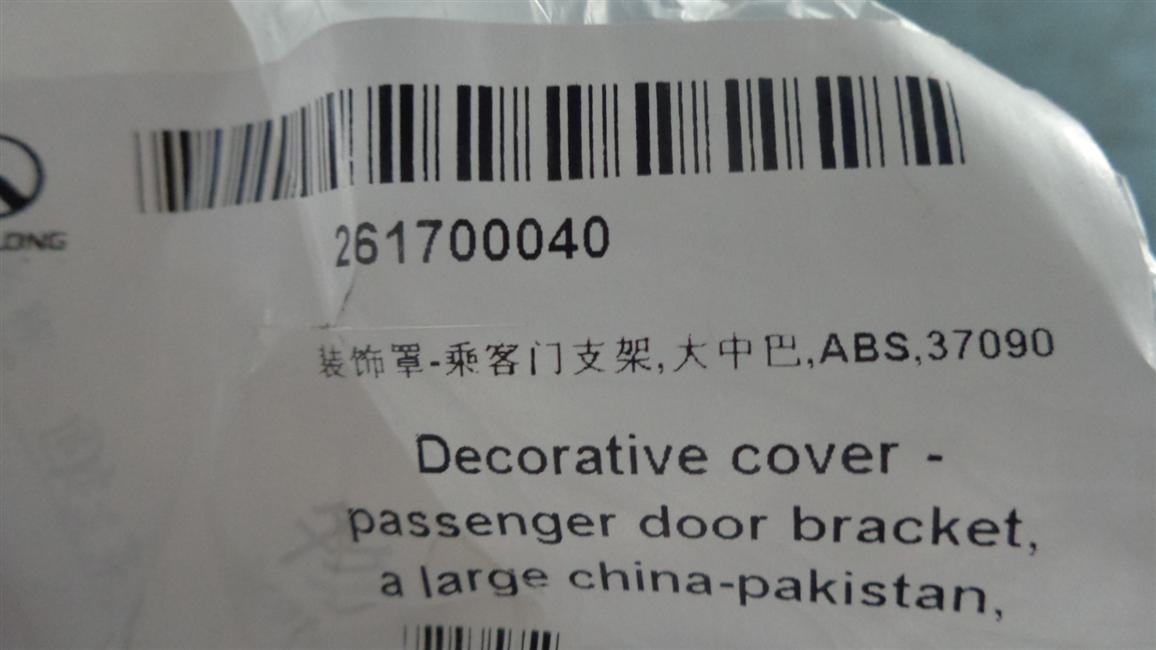 LONG
261700040
装饰罩-乘客门支架,大中巴,ABS,37090
Decorative cover -
passenger door bracket,
a large china-pakistan,